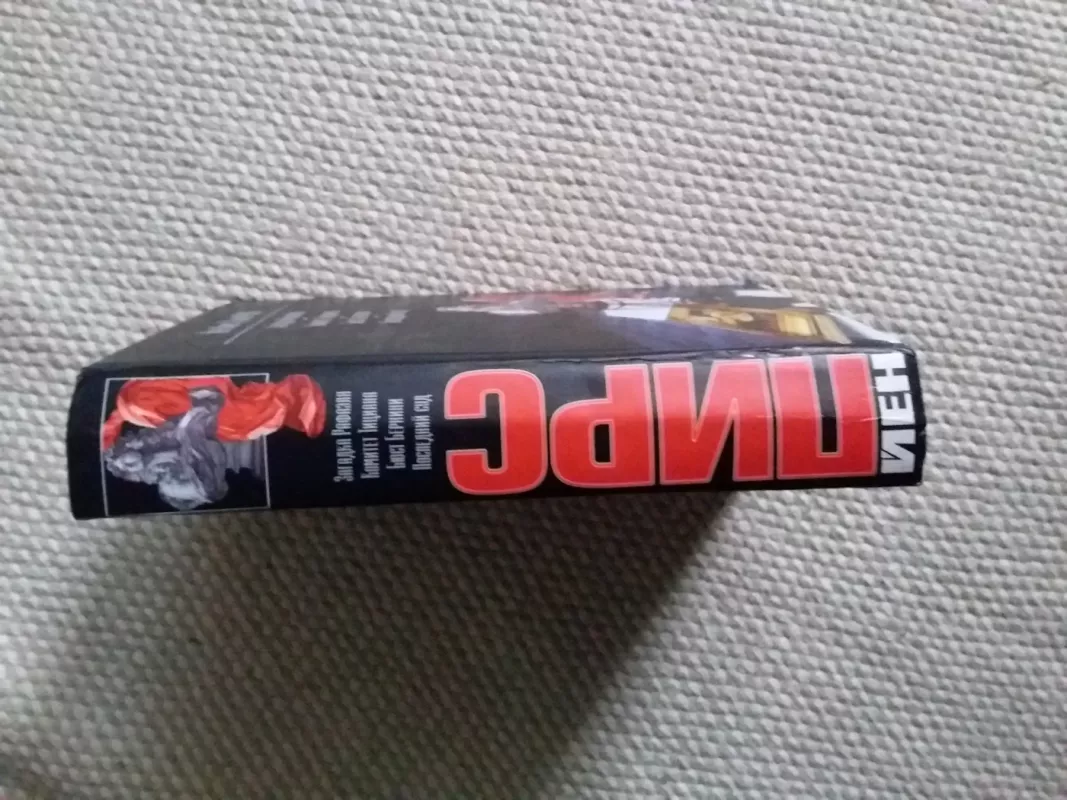 ИЕН
ПИРС
Загадка Рафаэля
Комитет Тициана
Бюст Бернини
Последний суд